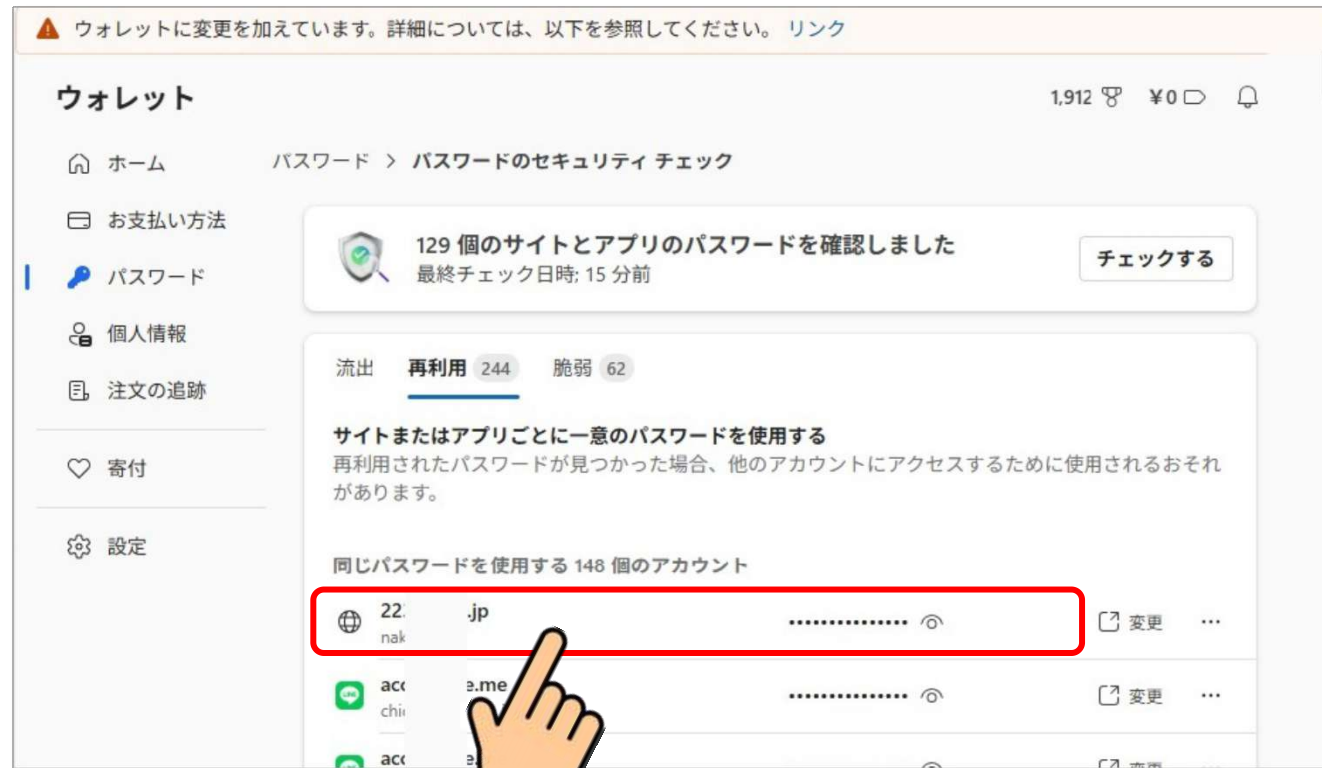 ウォレットに変更を加えています。詳細については、以下を参照してください。 リンク
ウォレット
1,912 ¥0
ホーム
パスワード > パスワードのセキュリティ チェック
お支払い方法
パスワード
個人情報
注文の追跡
寄付
設定
129 個のサイトとアプリのパスワードを確認しました
最終チェック日時; 15 分前
チェックする
流出 再利用 244 脆弱 62
サイトまたはアプリごとに一意のパスワードを使用する
再利用されたパスワードが見つかった場合、他のアカウントにアクセスするために使用されるおそれ
があります。
同じパスワードを使用する 148 個のアカウント
22 .jp ••••••••••••••• 変更 …
nak
acc e.me ••••••••••••••• 変更 …
chi
acc e. 変更